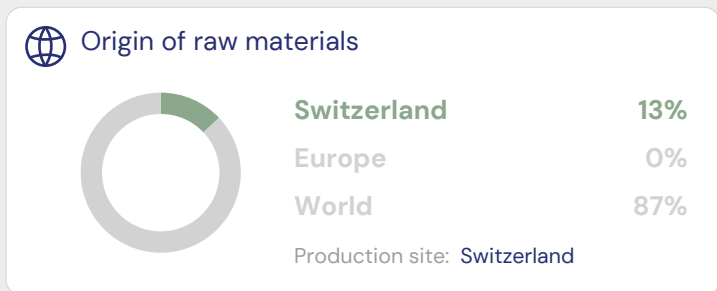 Origin of raw materials
Switzerland 13%
Europe 0%
World 87%
Production site: Switzerland